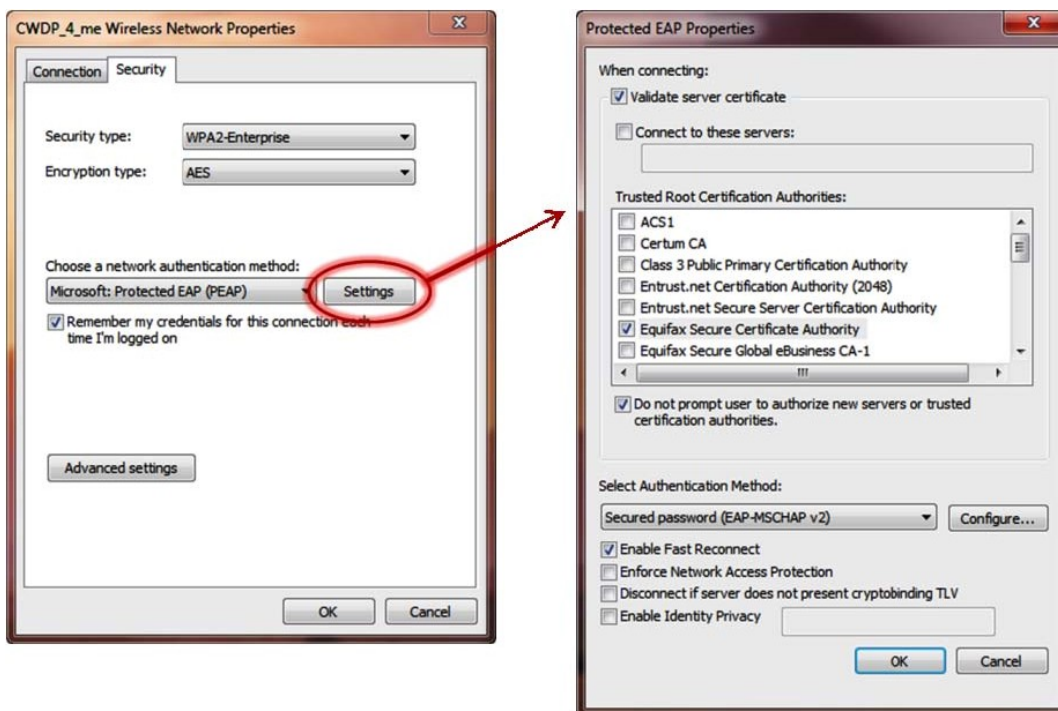 CWDP_4_me Wireless Network Properties
Connection
Security
Security type:
WPA2-Enterprise
Encryption type:
AES
Choose a network authentication method:
Microsoft: Protected EAP (PEAP)
Settings
Remember my credentials for this connection each
time I'm logged on
Advanced settings
OK
Cancel
Protected EAP Properties
When connecting:
Validate server certificate
Connect to these servers:
Trusted Root Certification Authorities:
ACS1
Certum CA
Class 3 Public Primary Certification Authority
Entrust.net Certification Authority (2048)
Entrust.net Secure Server Certification Authority
Equifax Secure Certificate Authority
Equifax Secure Global eBusiness CA-1
Do not prompt user to authorize new servers or trusted
certification authorities.
Select Authentication Method:
Secured password (EAP-MSCHAP v2)
Configure...
Enable Fast Reconnect
Enforce Network Access Protection
Disconnect if server does not present cryptobinding TLV
Enable Identity Privacy
OK
Cancel